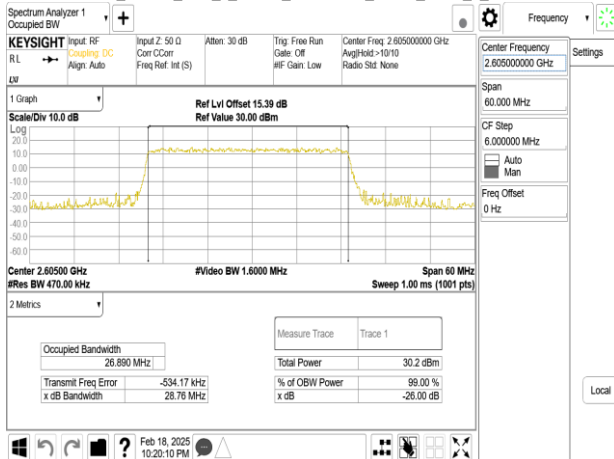 Spectrum Analyzer 1
Occupied BW
Frequency
KEYSIGHT
RL
LXI
Input: RF
Coupling: DC
Align: Auto
Input Z: 50 Ω
Corr CCorr
Freq Ref: Int (S)
Atten: 30 dB
Trig: Free Run
Gate: Off
#IF Gain: Low
Center Freq: 2.605000000 GHz
Avg|Hold:>10/10
Radio Std: None
Center Frequency
2.605000000 GHz
Settings
Span
60.000 MHz
CF Step
6.000000 MHz
Auto
Man
Freq Offset
0 Hz
Local
1 Graph
Scale/Div 10.0 dB
Ref Lvl Offset 15.39 dB
Ref Value 30.00 dBm
Log
20.0
10.0
0.00
-10.0
-20.0
-30.0
-40.0
-50.0
-60.0
Center 2.60500 GHz
#Res BW 470.00 kHz
#Video BW 1.6000 MHz
Span 60 MHz
Sweep 1.00 ms (1001 pts)
2 Metrics
Measure Trace Trace 1
Occupied Bandwidth
26.890 MHz
Total Power 30.2 dBm
Transmit Freq Error -534.17 kHz
% of OBW Power 99.00 %
x dB Bandwidth 28.76 MHz
x dB -26.00 dB
?
Feb 18, 2025
10:20:10 PM